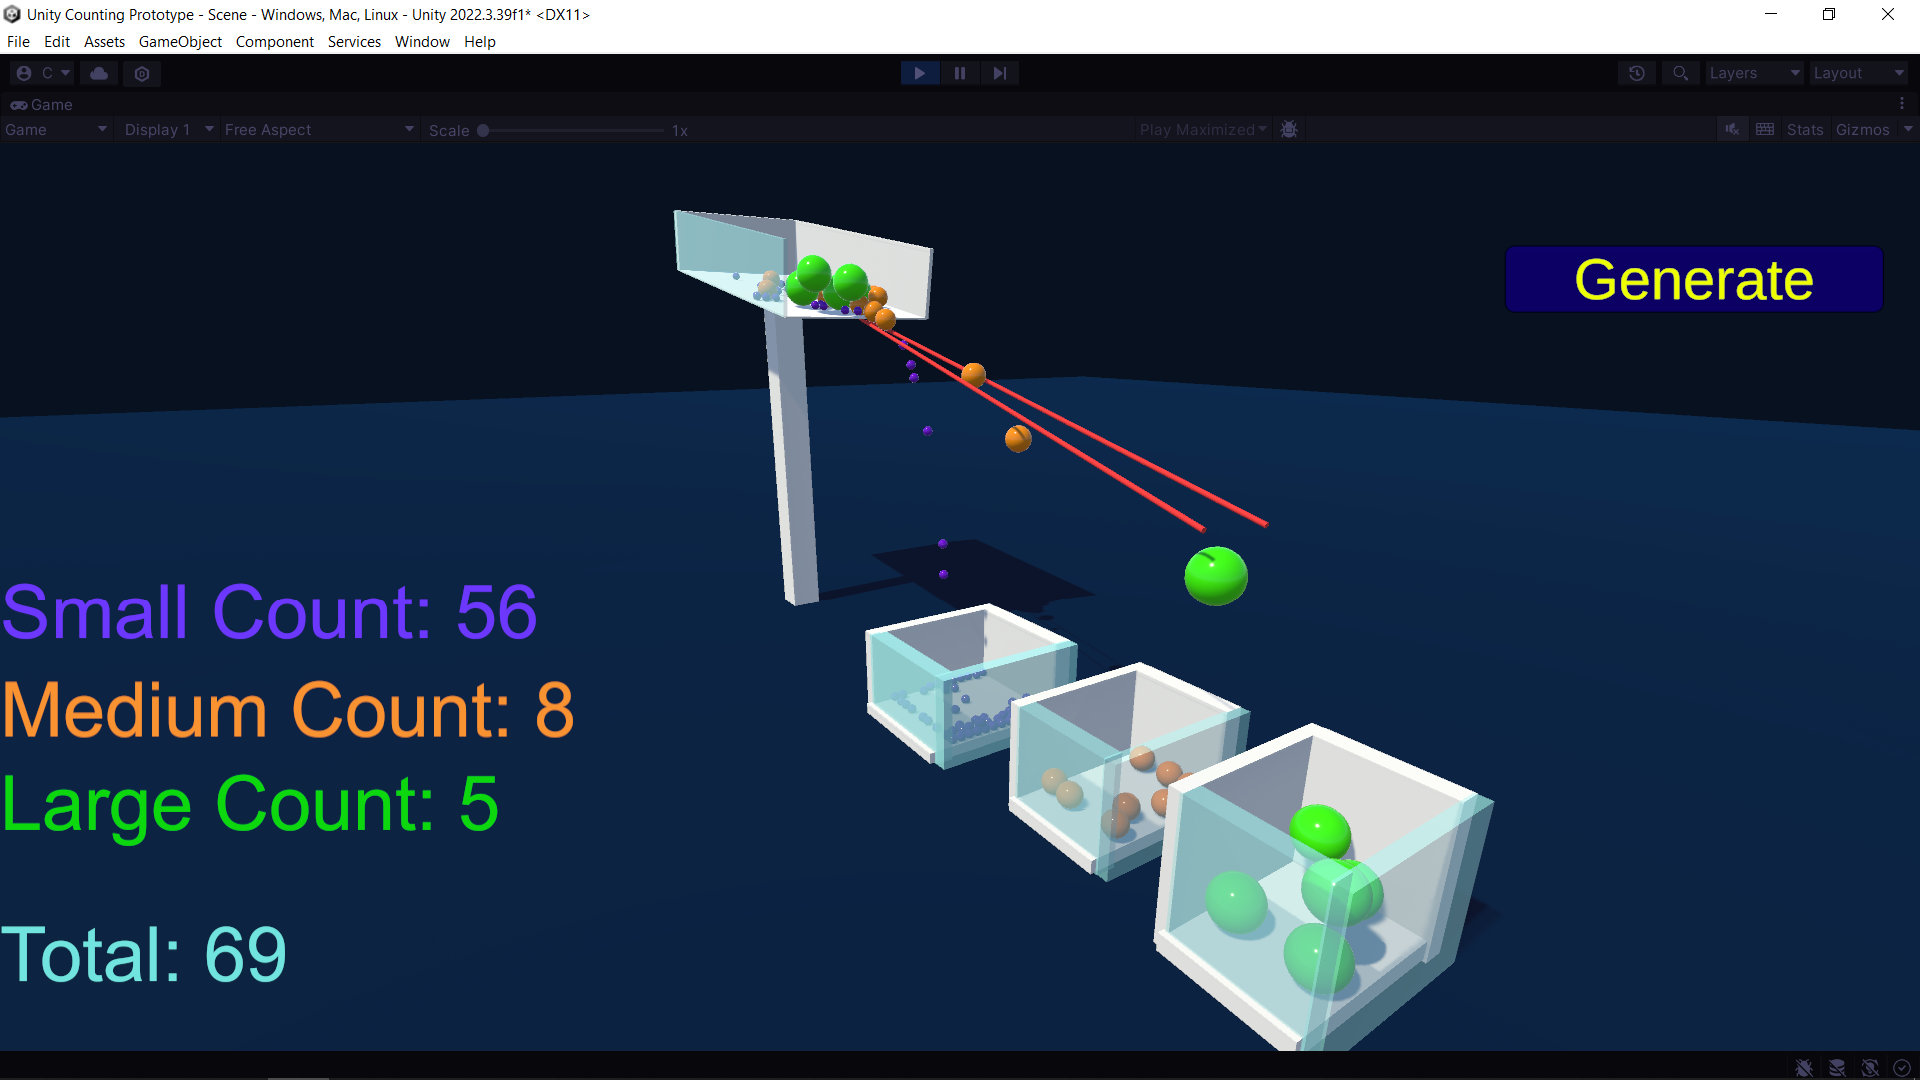 Unity Counting Prototype - Scene - Windows, Mac, Linux - Unity 2022.3.39f1* <DX11>
File Edit Assets GameObject Component Services Window Help
C Layers Layout
Game
Game Display 1 Free Aspect Scale 1x Play Maximized Stats Gizmos
Generate
Small Count: 56
Medium Count: 8
Large Count: 5
Total: 69